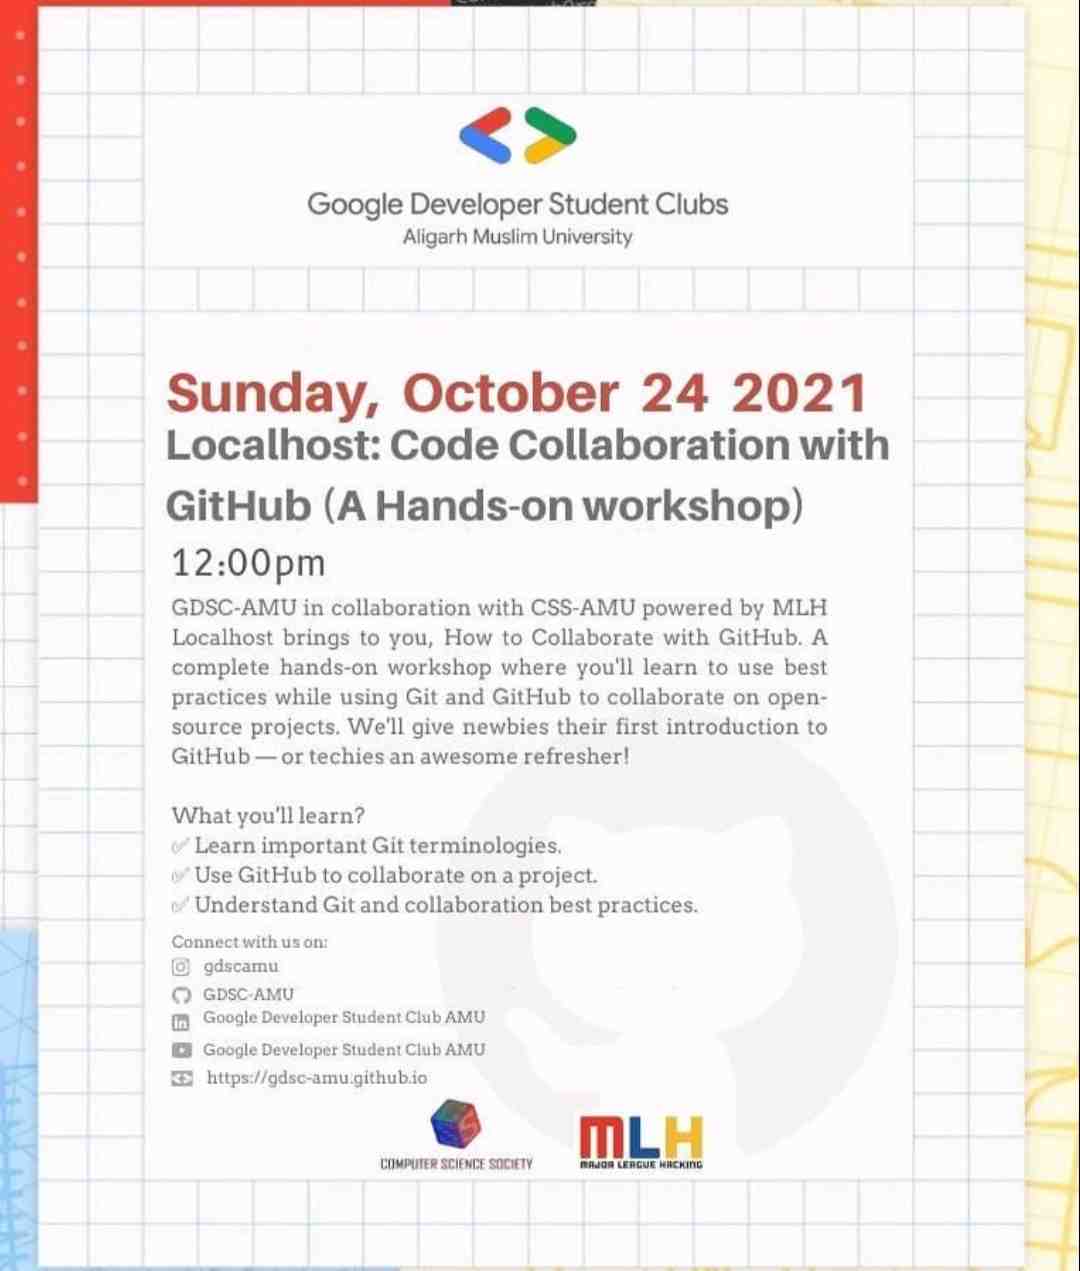 Google Developer Student Clubs
Aligarh Muslim University
Sunday, October 24 2021
Localhost: Code Collaboration with
GitHub (A Hands-on workshop)
12:00pm
GDSC-AMU in collaboration with CSS-AMU powered by MLH
Localhost brings to you, How to Collaborate with GitHub. A
complete hands-on workshop where you'll learn to use best
practices while using Git and GitHub to collaborate on open-
source projects. We'll give newbies their first introduction to
GitHub — or techies an awesome refresher!
What you'll learn?
✅ Learn important Git terminologies.
✅ Use GitHub to collaborate on a project.
✅ Understand Git and collaboration best practices.
Connect with us on:
gdscamu
GDSC-AMU
Google Developer Student Club AMU
Google Developer Student Club AMU
https://gdsc-amu.github.io
COMPUTER SCIENCE SOCIETY
MLH
MAJOR LEAGUE HACKING